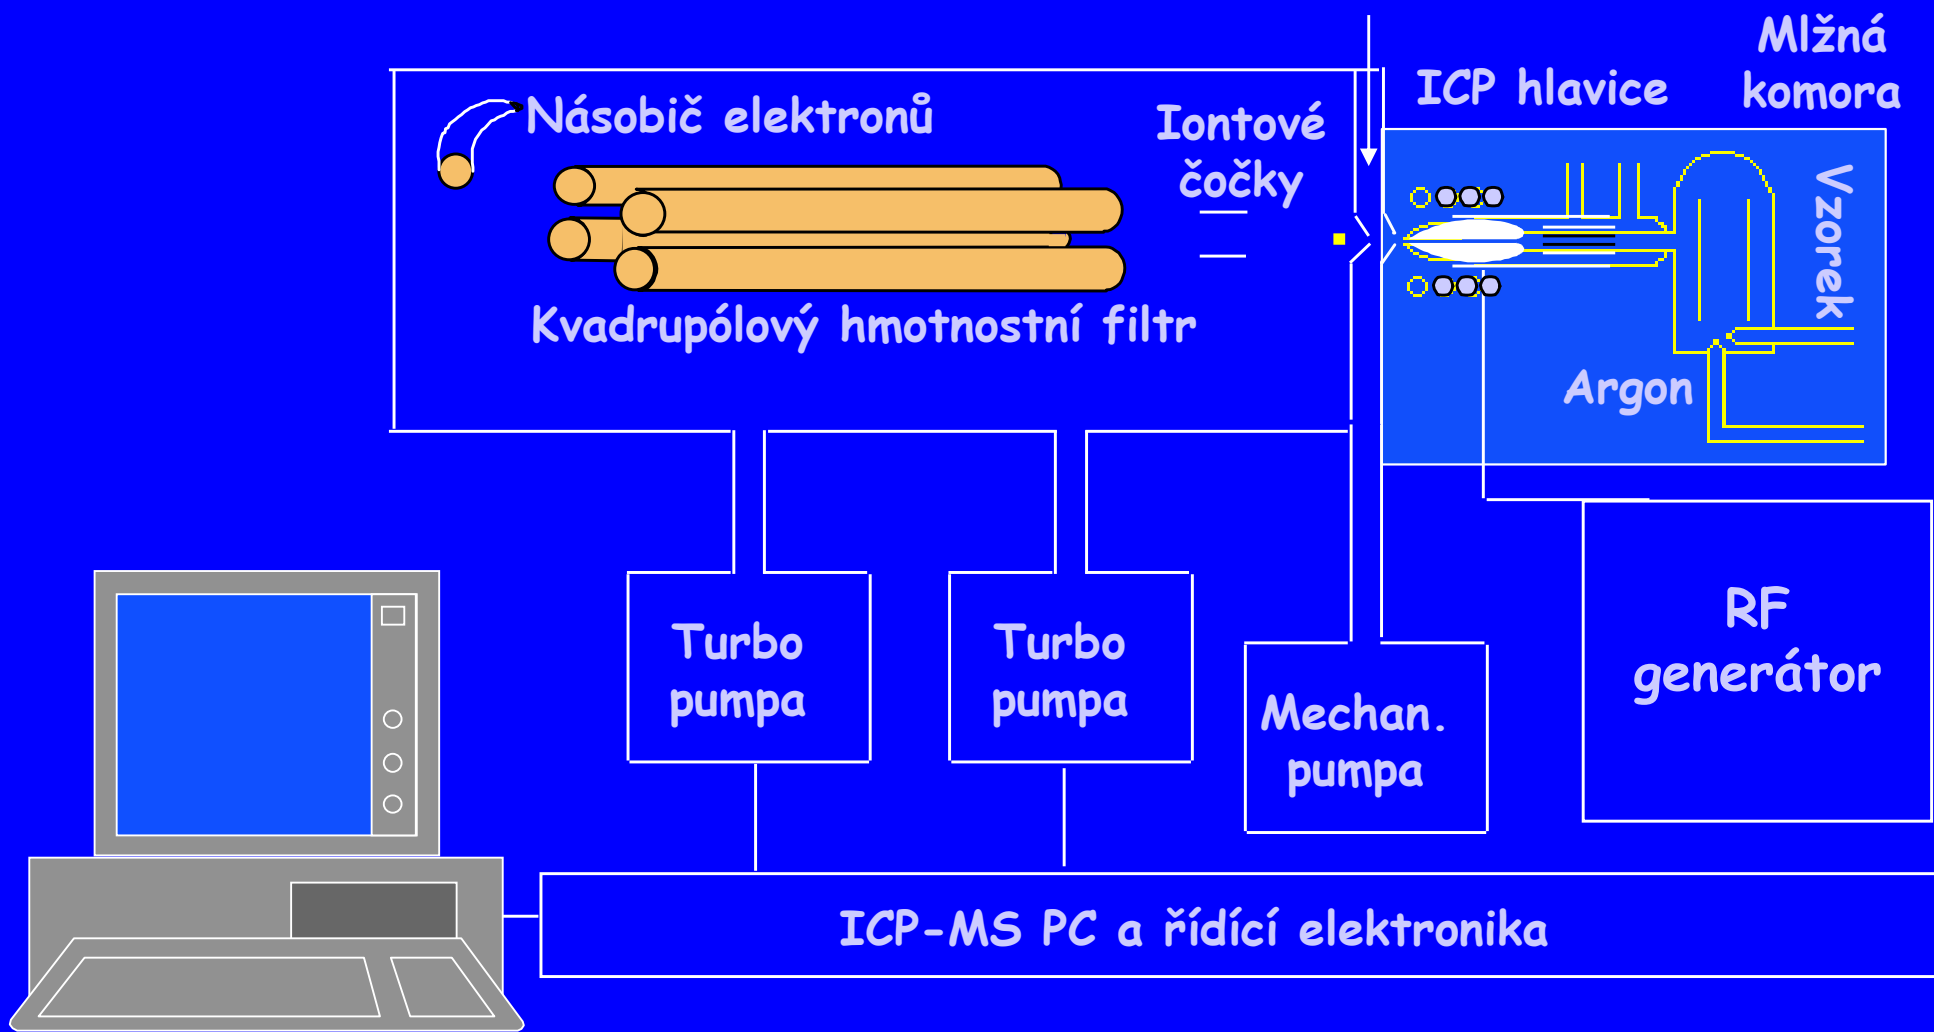 Mlžná
komora
ICP hlavice
Násobič elektronů
Iontové
čočky
Vzorek
Kvadrupólový hmotnostní filtr
Argon
RF
generátor
Turbo
pumpa
Turbo
pumpa
Mechan.
pumpa
ICP-MS PC a řídící elektronika